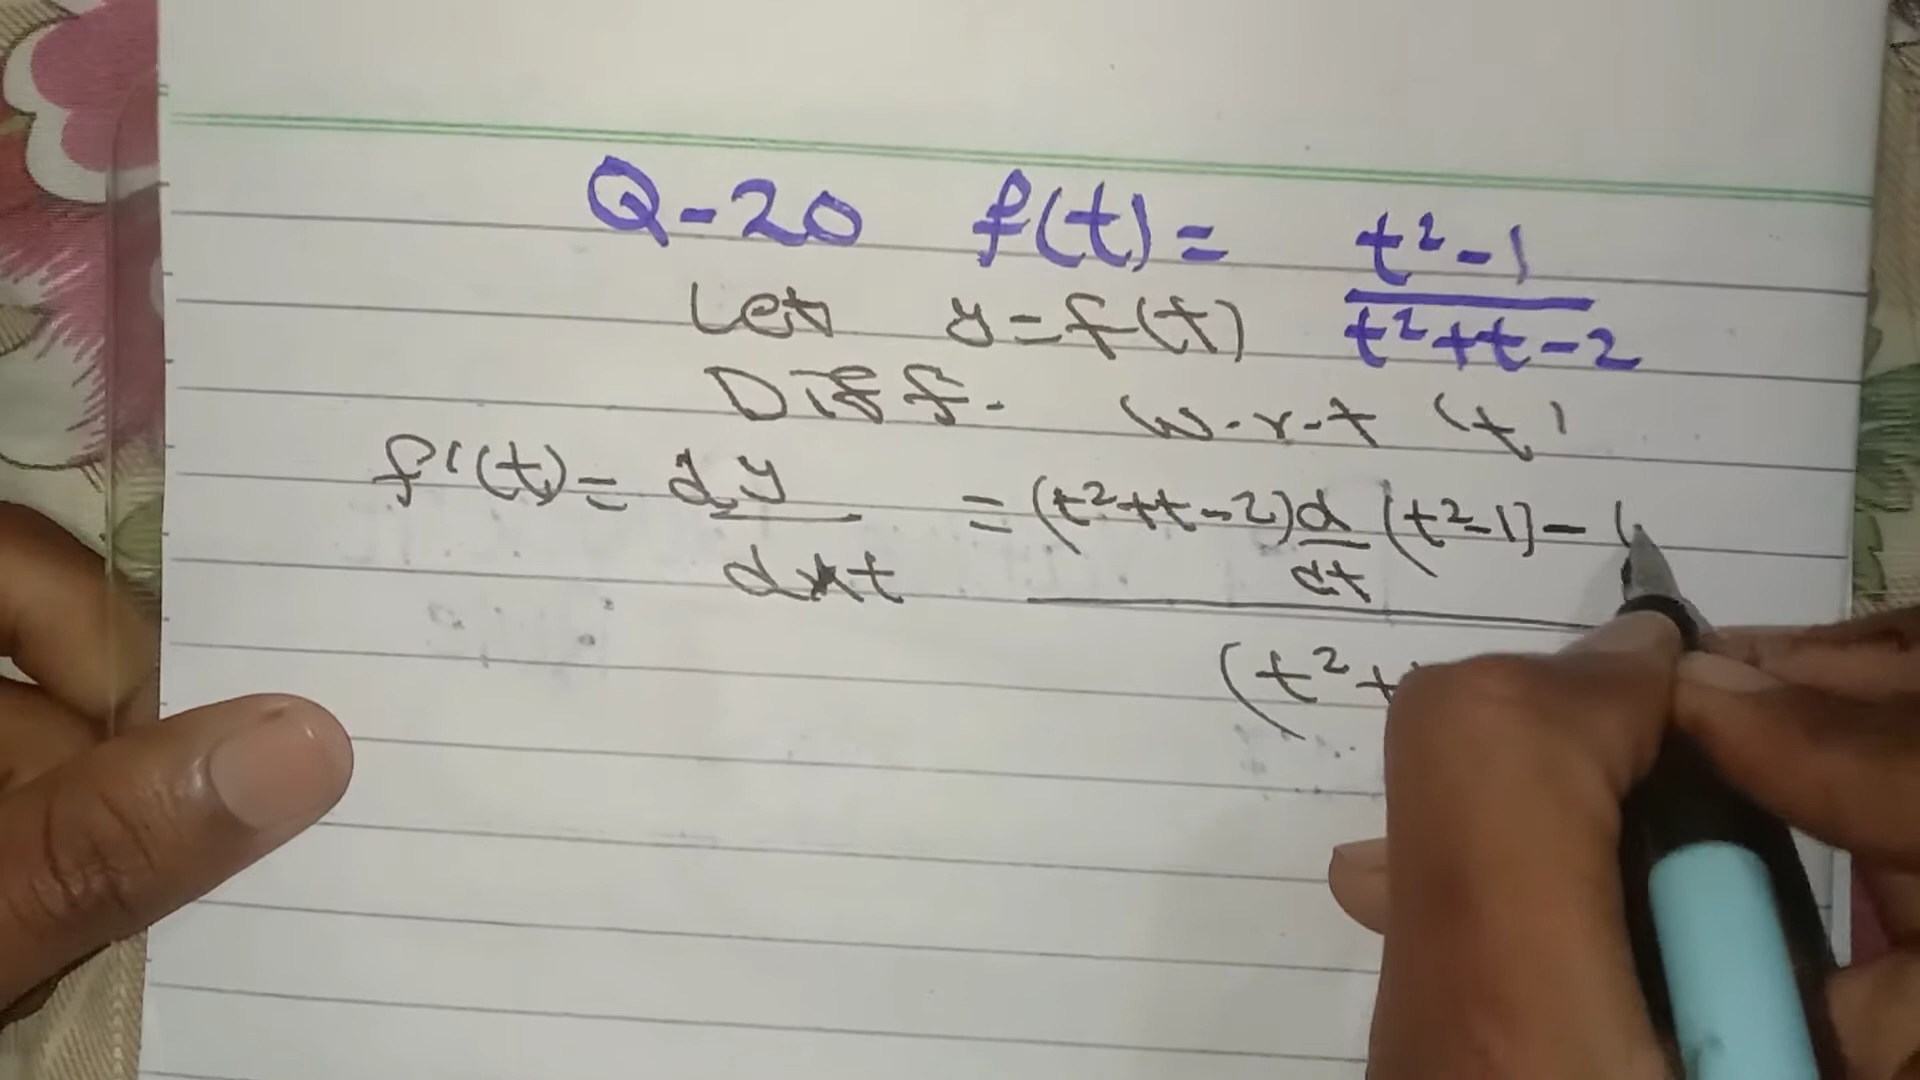 Q-20 f(t) = t²-1
Let y=f(t) t²+t-2
Diff. w.r.t 't'
f'(t) = dy = (t²+t-2) d (t²-1) - (
dt dt
(t²+